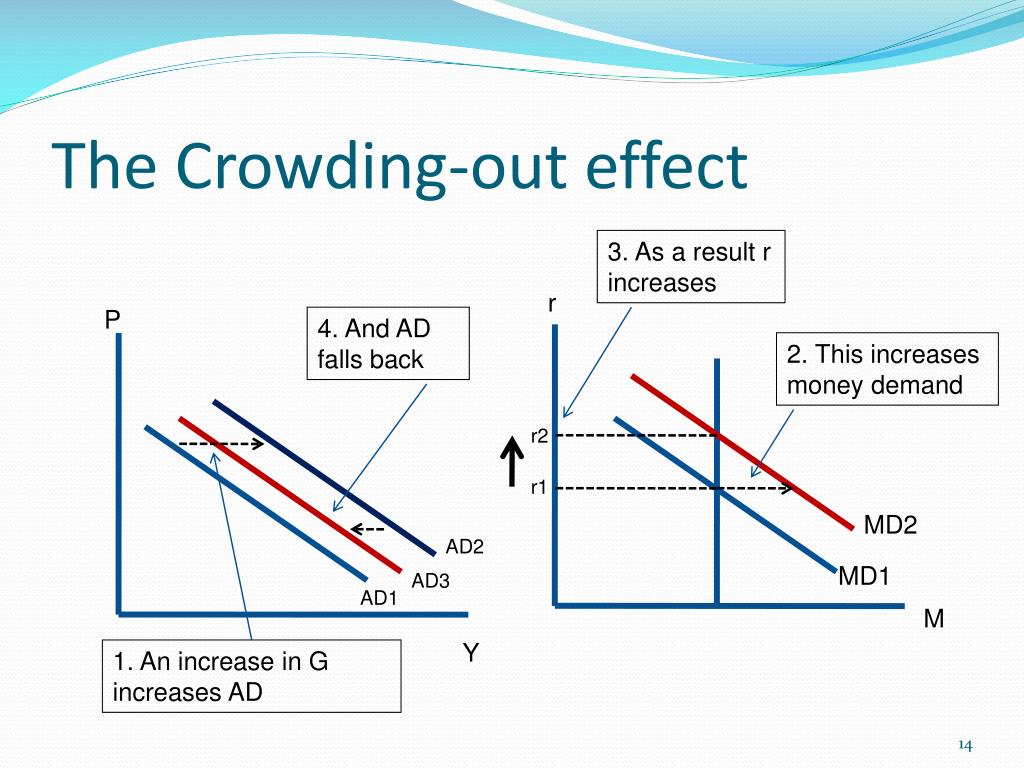 The Crowding-out effect
3. As a result r
increases
r
P
4. And AD
falls back
2. This increases
money demand
r2
r1
MD2
AD2
AD3
MD1
AD1
M
Y
1. An increase in G
increases AD
14